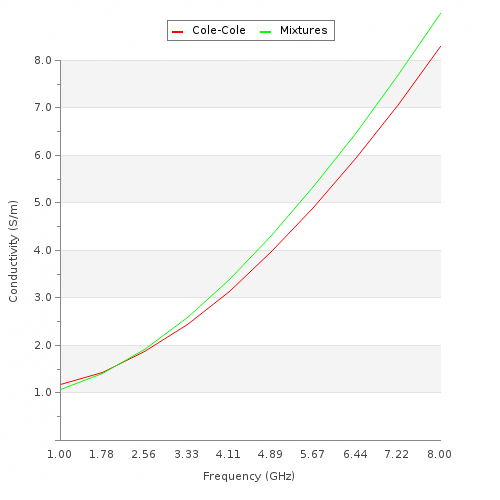 Cole-Cole Mixtures
8.0
7.0
6.0
5.0
4.0
3.0
2.0
1.0
Conductivity (S/m)
1.00 1.78 2.56 3.33 4.11 4.89 5.67 6.44 7.22 8.00
Frequency (GHz)